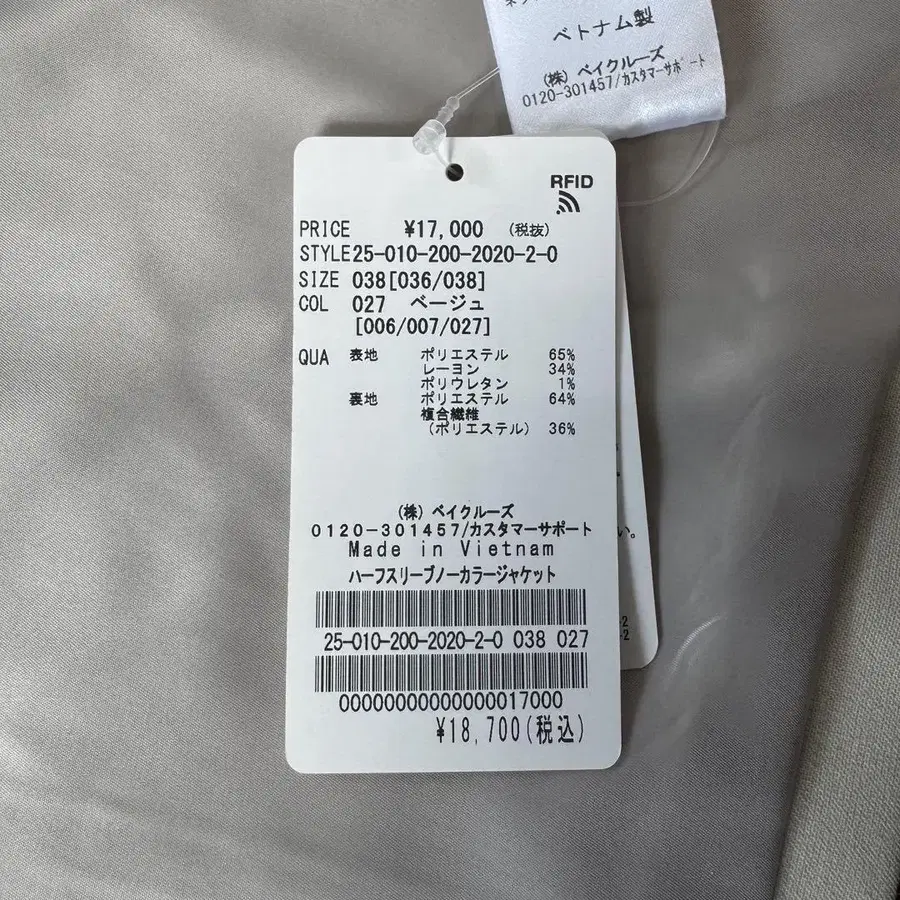 ベトナム製
（株）ベイクルーズ
0120-301457/カスタマーサポート
RFID
PRICE ¥17,000 （税抜）
STYLE 25-010-200-2020-2-0
SIZE 038[036/038]
COL 027 ベージュ
[006/007/027]
QUA 表地 ポリエステル 65%
レーヨン 34%
ポリウレタン 1%
裏地 ポリエステル 64%
複合繊維
（ポリエステル） 36%
（株）ベイクルーズ
0120-301457/カスタマーサポート
Made in Vietnam
ハーフスリーブノーカラージャケット
25-010-200-2020-2-0 038 027
00000000000000017000
¥18,700(税込)
い。
-2
-2